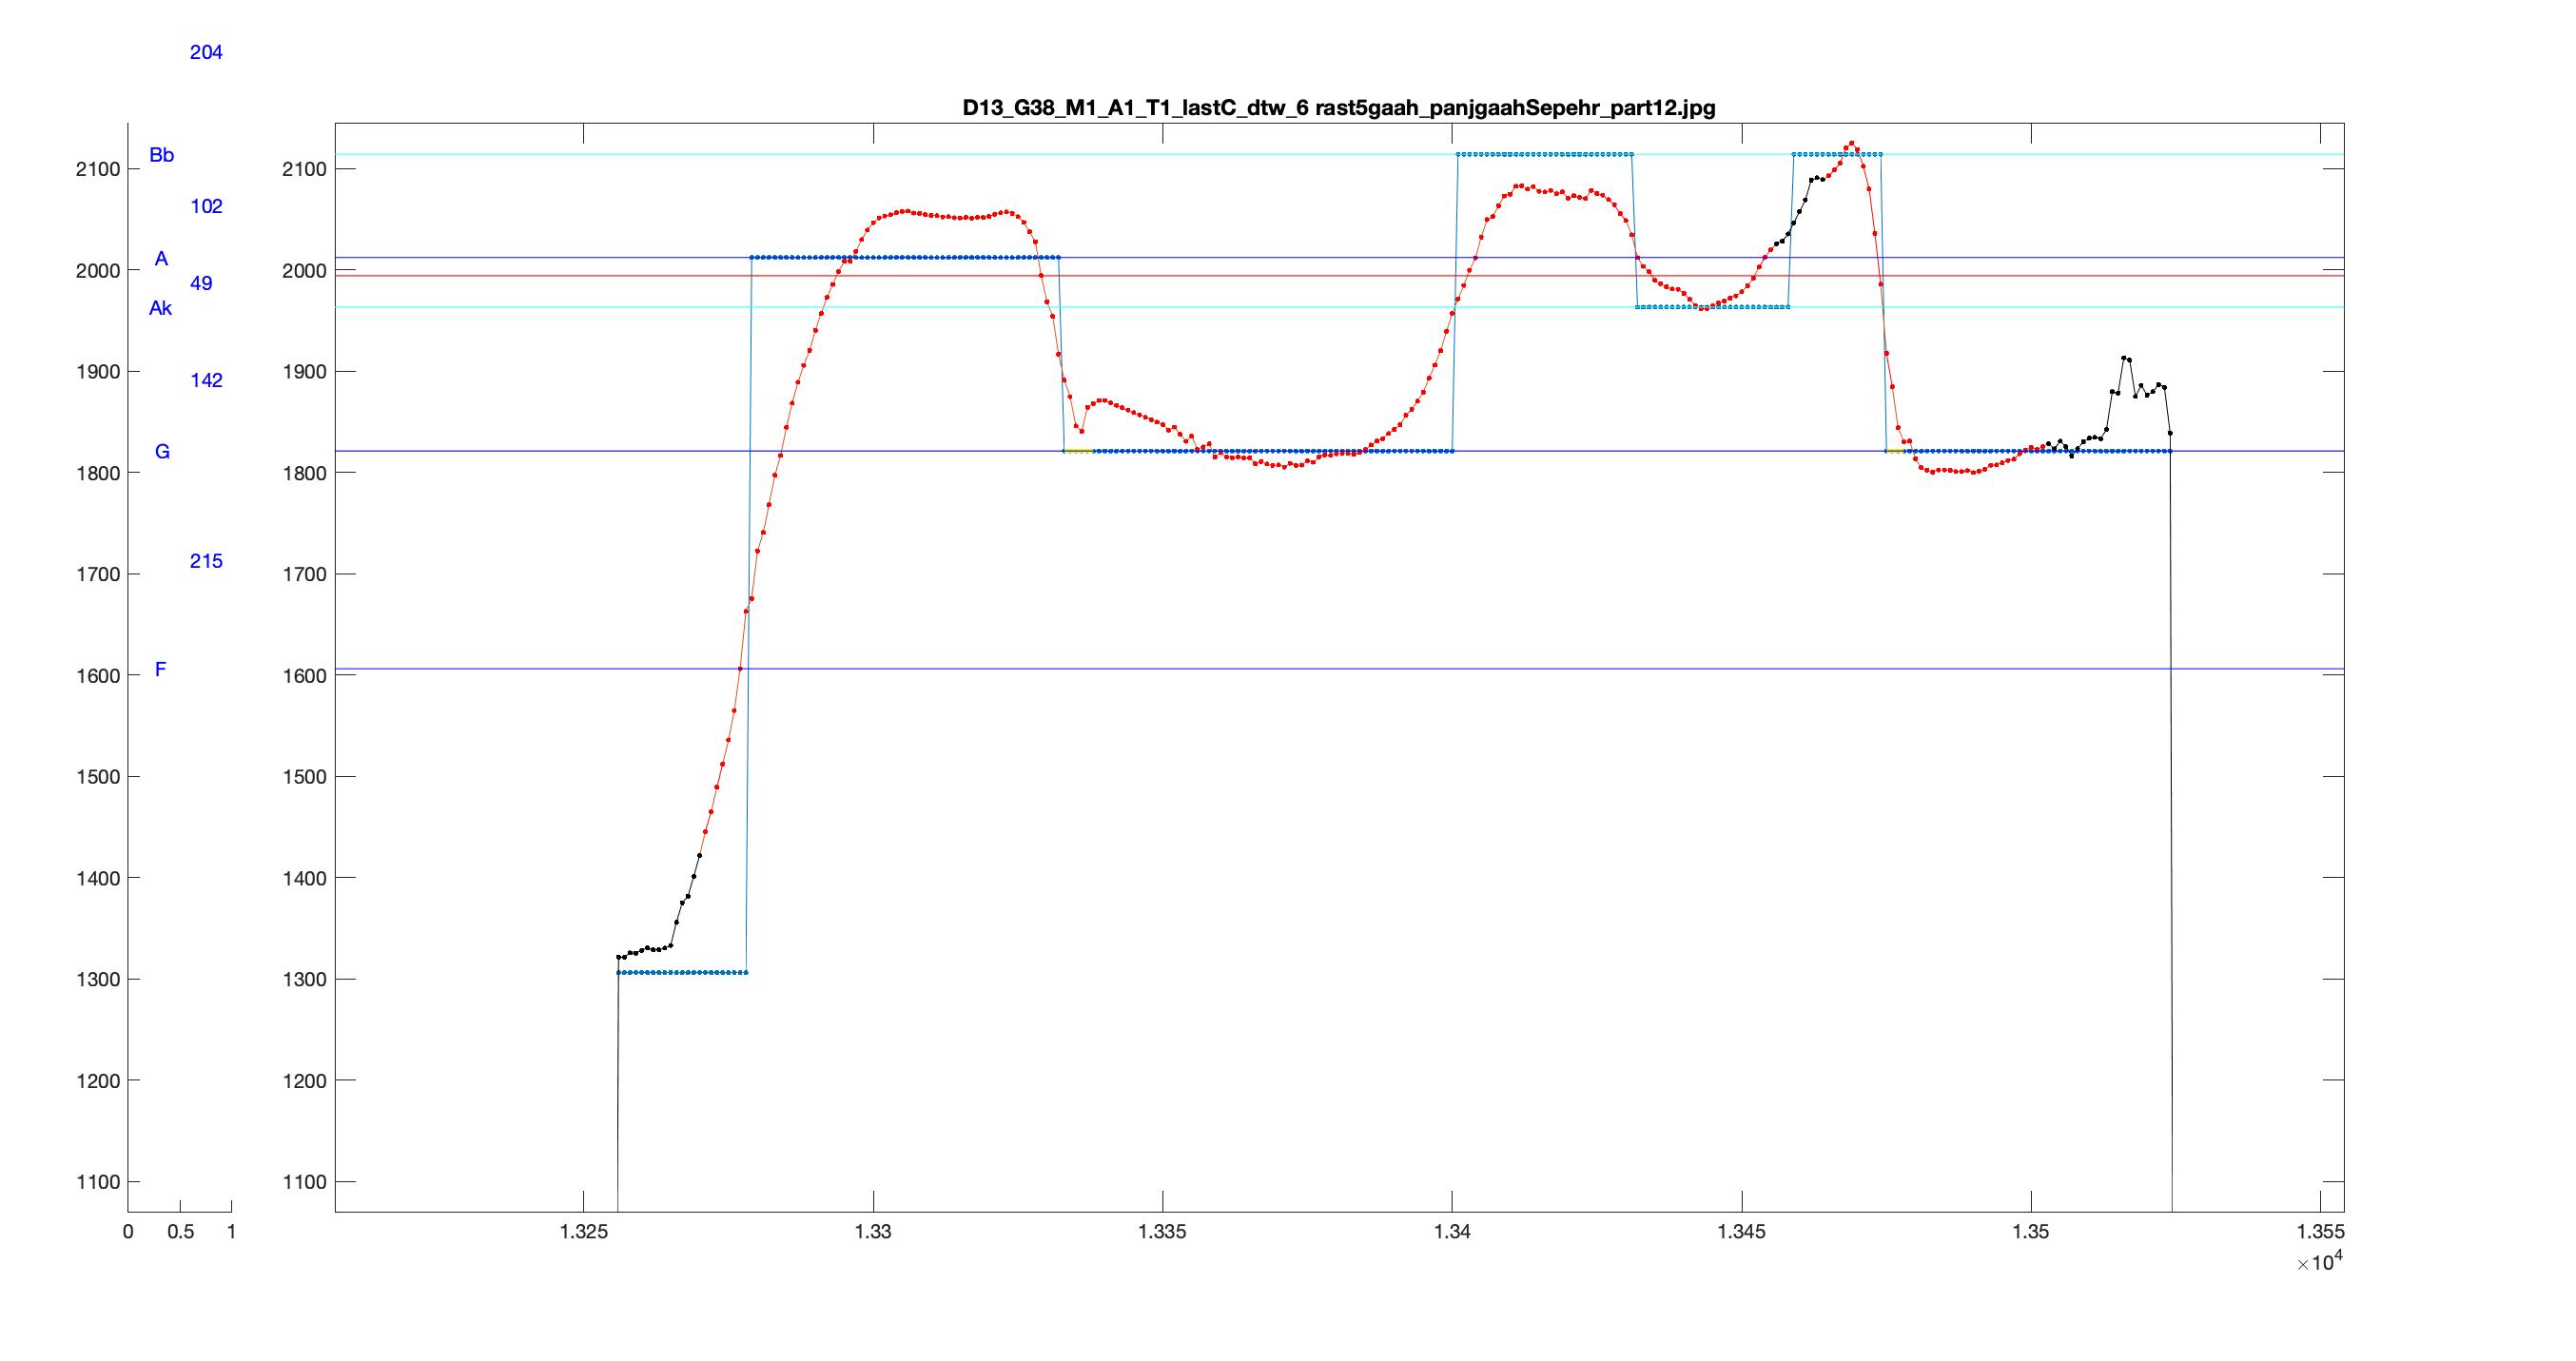 204
D13_G38_M1_A1_T1_lastC_dtw_6 rast5gaah_panjgaahSepehr_part12.jpg
2100 Bb 2100
102
2000 A 2000
49
Ak
1900 1900
142
G
1800 1800
1700 1700
215
F
1600 1600
1500 1500
1400 1400
1300 1300
1200 1200
1100 1100
0 0.5 1 1.325 1.33 1.335 1.34 1.345 1.35 1.355
×10⁴